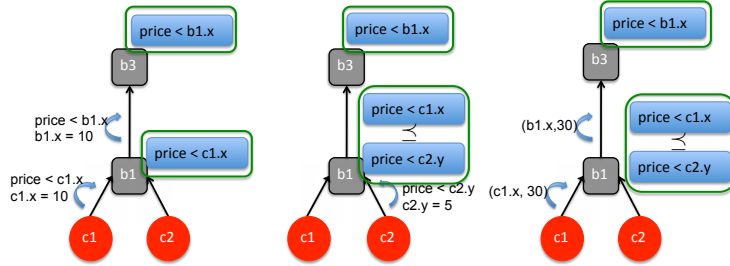 price < b1.x
b3
price < b1.x
b1.x = 10
price < c1.x
b1
price < c1.x
c1.x = 10
c1
c2
price < b1.x
b3
price < c1.x
≽
price < c2.y
b1
price < c2.y
c2.y = 5
c1
c2
price < b1.x
b3
(b1.x,30)
price < c1.x
≽
price < c2.y
b1
(c1.x, 30)
c1
c2